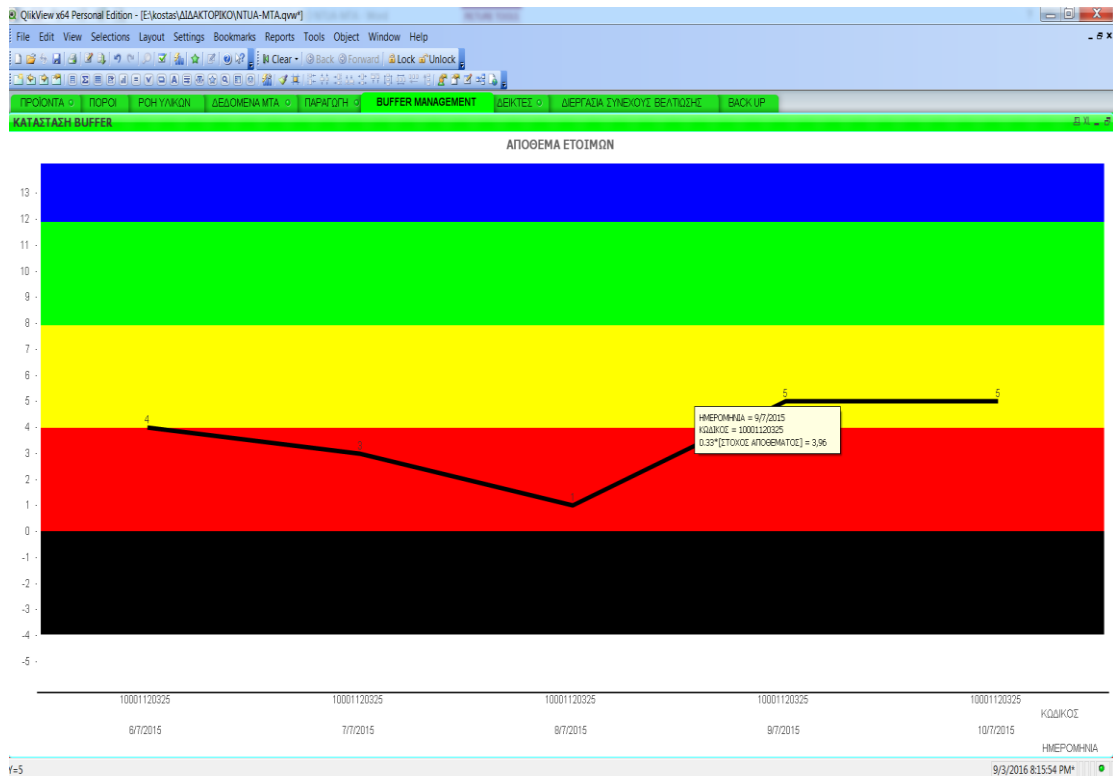 QlikView x64 Personal Edition - [E:\kostas\ΔΙΔΑΚΤΟΡΙΚΟ\NTUA-MTA.qvw*]
File Edit View Selections Layout Settings Bookmarks Reports Tools Object Window Help
Clear Back Forward Lock Unlock
ΠΡΟΪΟΝΤΑ ΠΟΡΟΙ ΡΟΗ ΥΛΙΚΩΝ ΔΕΔΟΜΕΝΑ ΜΤΑ ΠΑΡΑΓΩΓΗ BUFFER MANAGEMENT ΔΕΙΚΤΕΣ ΔΙΕΡΓΑΣΙΑ ΣΥΝΕΧΟΥΣ ΒΕΛΤΙΩΣΗΣ BACK UP
ΚΑΤΑΣΤΑΣΗ BUFFER
XL
ΑΠΟΘΕΜΑ ΕΤΟΙΜΩΝ
13
12
11
10
9
8
7
6
5
4
3
2
1
0
-1
-2
-3
-4
-5
4
3
5
5
ΗΜΕΡΟΜΗΝΙΑ = 9/7/2015
ΚΩΔΙΚΟΣ = 10001120325
0.33*[ΣΤΟΧΟΣ ΑΠΟΘΕΜΑΤΟΣ] = 3,96
10001120325 10001120325 10001120325 10001120325 10001120325
ΚΩΔΙΚΟΣ
6/7/2015 7/7/2015 8/7/2015 9/7/2015 10/7/2015
ΗΜΕΡΟΜΗΝΙΑ
Y=5
9/3/2016 8:15:54 PM*